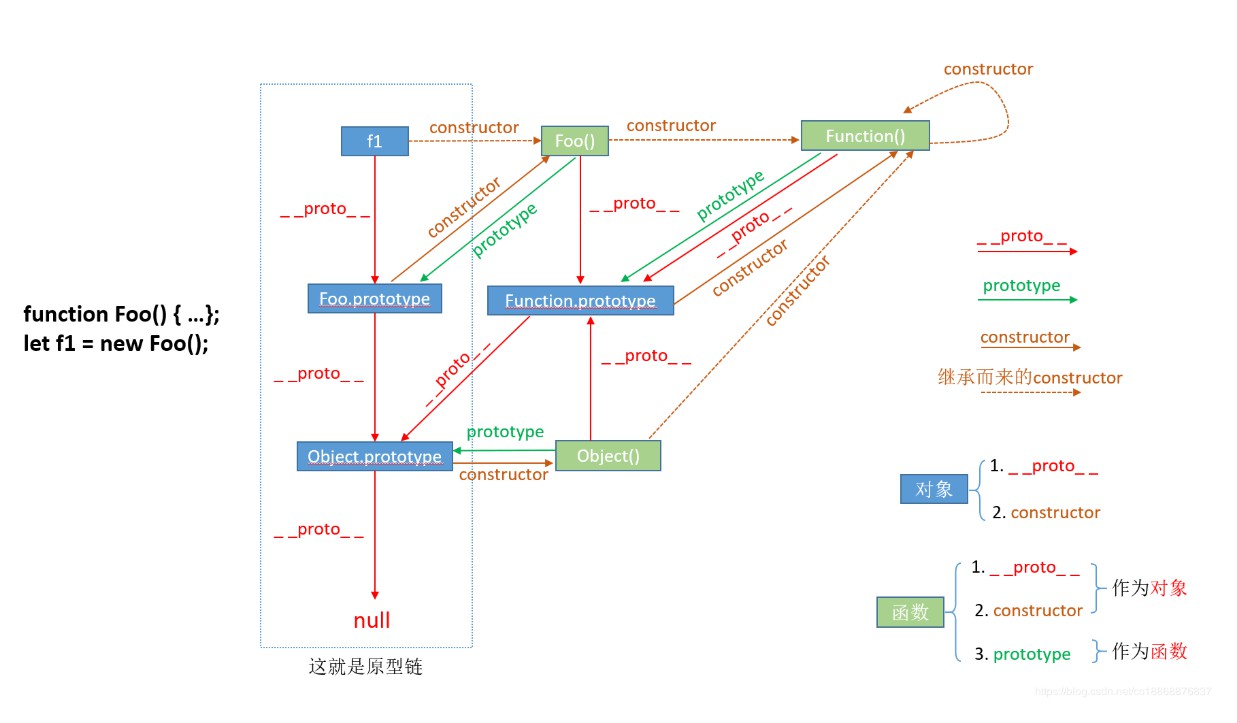 constructor
f1
constructor
Foo()
constructor
Function()
__proto__
constructor
prototype
__proto__
prototype
__proto__
constructor
constructor
__proto__
prototype
constructor
继承而来的constructor
function Foo() { ...};
let f1 = new Foo();
Foo.prototype
Function.prototype
__proto__
__proto__
__proto__
Object.prototype
prototype
constructor
Object()
__proto__
null
这就是原型链
对象
1. __proto__
2. constructor
函数
1. __proto__
2. constructor
3. prototype
作为对象
作为函数
https://blog.csdn.net/cc18868876837